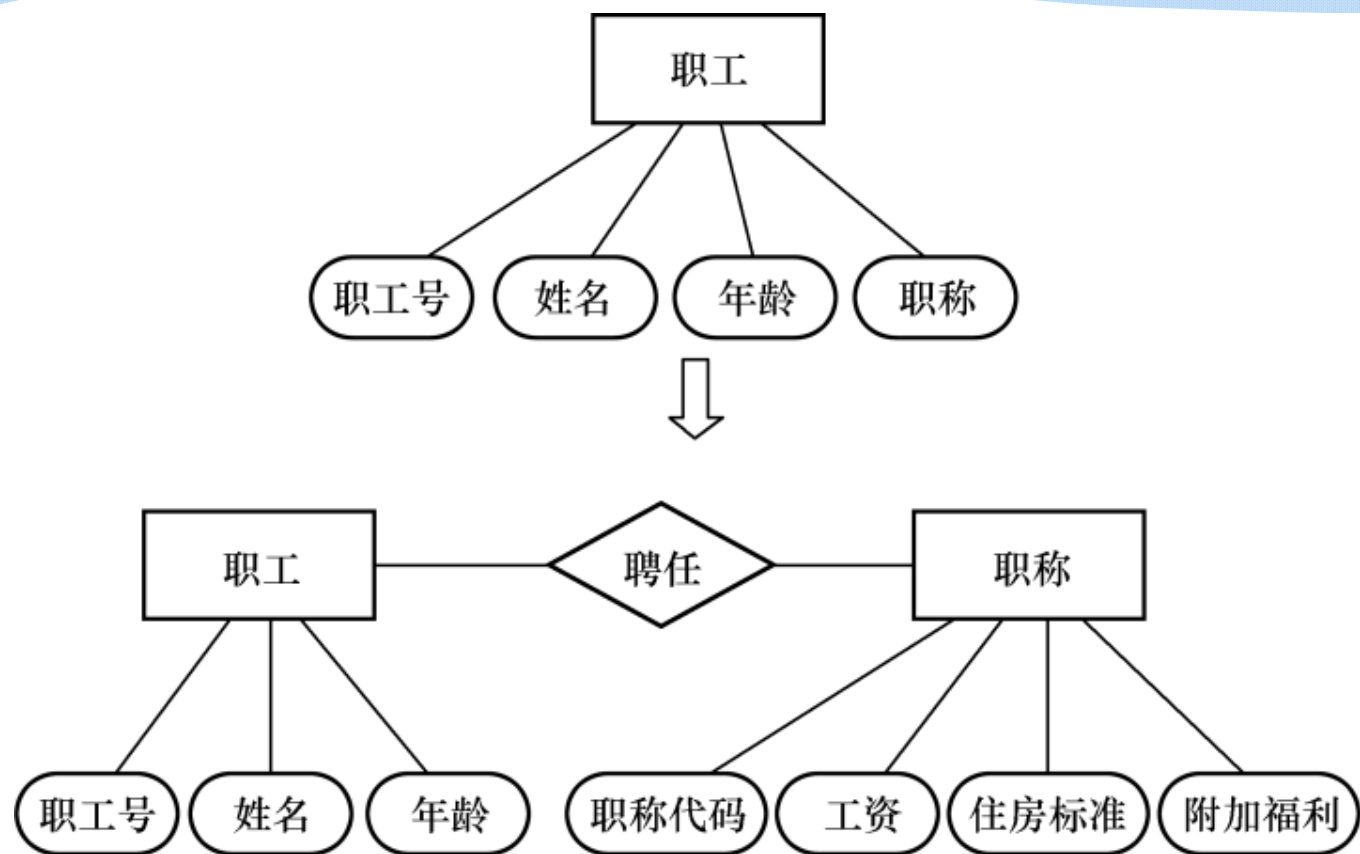 职工
职工号 姓名 年龄 职称
职工 聘任 职称
职工号 姓名 年龄 职称代码 工资 住房标准 附加福利